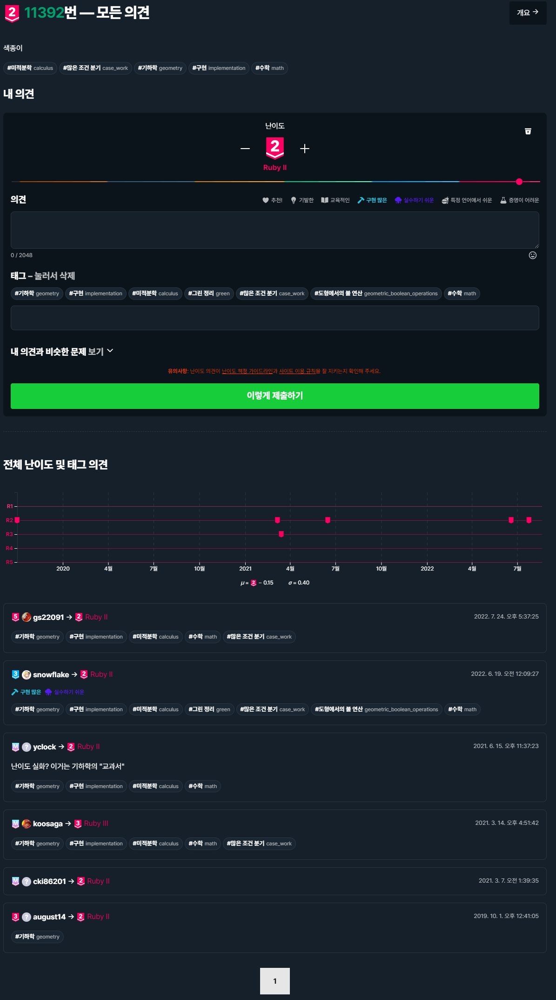 2 11392번 — 모든 의견
개요 →
색종이
#미적분학 calculus #많은 조건 분기 case_work #기하학 geometry #구현 implementation #수학 math
내 의견
난이도
2
Ruby II
의견 추천! 기발한 교육적인 구현 많은 실수하기 쉬운 특정 언어에서 쉬운 증명이 어려운
0 / 2048
태그 – 눌러서 삭제
#기하학 geometry #구현 implementation #미적분학 calculus #그린 정리 green #많은 조건 분기 case_work #도형에서의 불 연산 geometric_boolean_operations #수학 math
내 의견과 비슷한 문제 보기
유의사항: 난이도 의견이 난이도 책정 가이드라인과 사이트 이용 규칙을 잘 지키는지 확인해 주세요.
이렇게 제출하기
전체 난이도 및 태그 의견
R1
R2
R3
R4
R5
2020 4월 7월 10월 2021 4월 7월 10월 2022 4월 7월
μ = 2 − 0.15 σ = 0.40
5 gs22091 → 2 Ruby II 2022. 7. 24. 오후 5:37:25
#기하학 geometry #구현 implementation #미적분학 calculus #수학 math #많은 조건 분기 case_work
3 snowflake → 2 Ruby II 2022. 6. 19. 오전 12:09:27
구현 많은 실수하기 쉬운
#기하학 geometry #구현 implementation #미적분학 calculus #그린 정리 green #많은 조건 분기 case_work #도형에서의 불 연산 geometric_boolean_operations #수학 math
M ? yclock → 2 Ruby II 2021. 6. 15. 오후 11:37:23
난이도 실화? 이거는 기하학의 "교과서"
#기하학 geometry #구현 implementation #미적분학 calculus #수학 math
M koosaga → 3 Ruby III 2021. 3. 14. 오후 4:51:42
#기하학 geometry #구현 implementation #미적분학 calculus #수학 math #많은 조건 분기 case_work
M ? cki86201 → 2 Ruby II 2021. 3. 7. 오전 1:39:35
3 ? august14 → 2 Ruby II 2019. 10. 1. 오후 12:41:05
#기하학 geometry
1